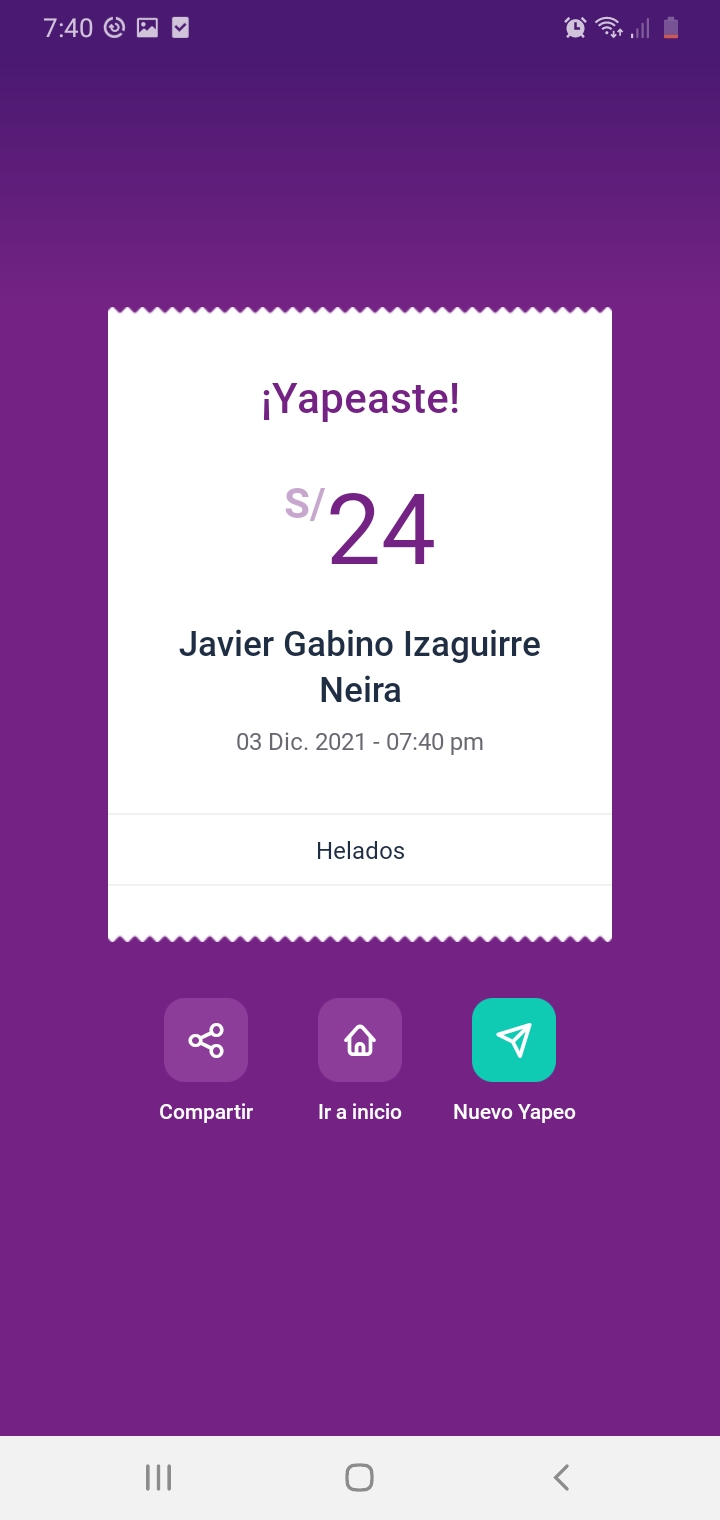 7:40
¡Yapeaste!
S/24
Javier Gabino Izaguirre
Neira
03 Dic. 2021 - 07:40 pm
Helados
Compartir Ir a inicio Nuevo Yapeo